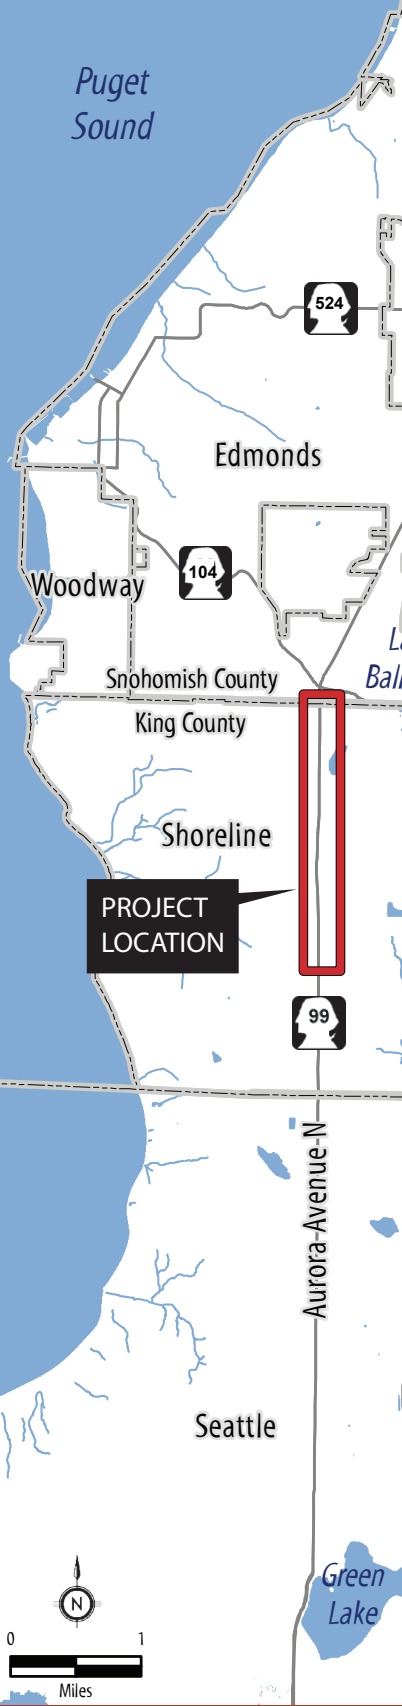 Puget
Sound
524
Edmonds
104
Woodway
Snohomish County
King County
Shoreline
PROJECT
LOCATION
99
Aurora Avenue N
Seattle
Green
Lake
N
0 1
Miles